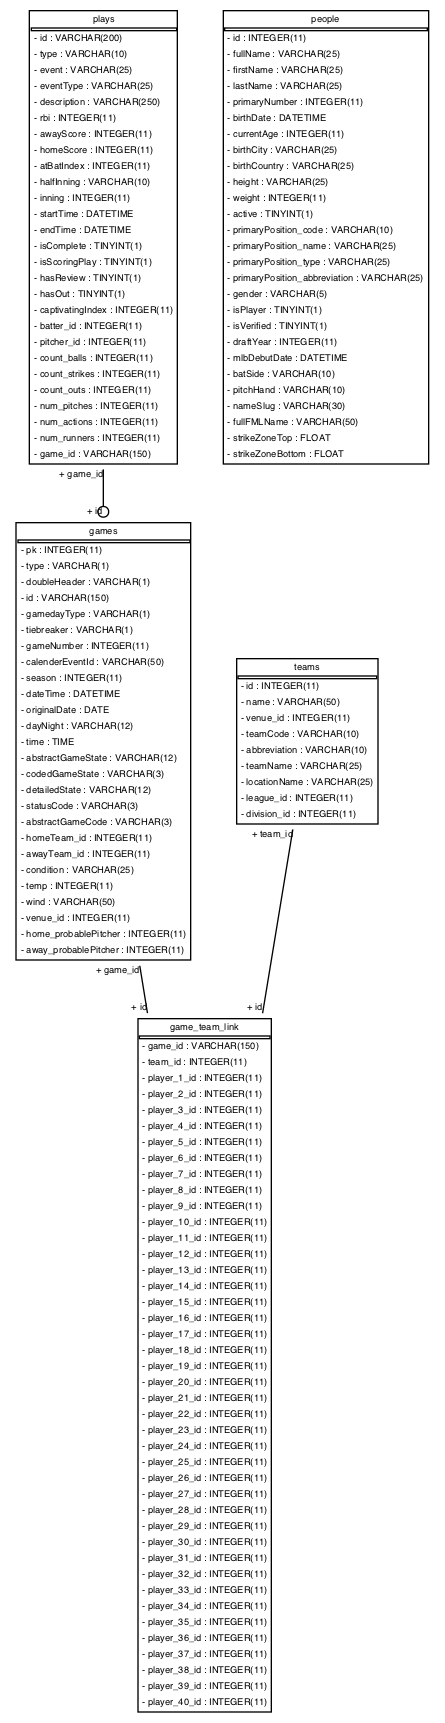 plays
- id : VARCHAR(200)
- type : VARCHAR(10)
- event : VARCHAR(25)
- eventType : VARCHAR(25)
- description : VARCHAR(250)
- rbi : INTEGER(11)
- awayScore : INTEGER(11)
- homeScore : INTEGER(11)
- atBatIndex : INTEGER(11)
- halfInning : VARCHAR(10)
- inning : INTEGER(11)
- startTime : DATETIME
- endTime : DATETIME
- isComplete : TINYINT(1)
- isScoringPlay : TINYINT(1)
- hasReview : TINYINT(1)
- hasOut : TINYINT(1)
- captivatingIndex : INTEGER(11)
- batter_id : INTEGER(11)
- pitcher_id : INTEGER(11)
- count_balls : INTEGER(11)
- count_strikes : INTEGER(11)
- count_outs : INTEGER(11)
- num_pitches : INTEGER(11)
- num_actions : INTEGER(11)
- num_runners : INTEGER(11)
- game_id : VARCHAR(150)
people
- id : INTEGER(11)
- fullName : VARCHAR(25)
- firstName : VARCHAR(25)
- lastName : VARCHAR(25)
- primaryNumber : INTEGER(11)
- birthDate : DATETIME
- currentAge : INTEGER(11)
- birthCity : VARCHAR(25)
- birthCountry : VARCHAR(25)
- height : VARCHAR(25)
- weight : INTEGER(11)
- active : TINYINT(1)
- primaryPosition_code : VARCHAR(10)
- primaryPosition_name : VARCHAR(25)
- primaryPosition_type : VARCHAR(25)
- primaryPosition_abbreviation : VARCHAR(25)
- gender : VARCHAR(5)
- isPlayer : TINYINT(1)
- isVerified : TINYINT(1)
- draftYear : INTEGER(11)
- mlbDebutDate : DATETIME
- batSide : VARCHAR(10)
- pitchHand : VARCHAR(10)
- nameSlug : VARCHAR(30)
- fullFMLName : VARCHAR(50)
- strikeZoneTop : FLOAT
- strikeZoneBottom : FLOAT
+ game_id
+ id
games
- pk : INTEGER(11)
- type : VARCHAR(1)
- doubleHeader : VARCHAR(1)
- id : VARCHAR(150)
- gamedayType : VARCHAR(1)
- tiebreaker : VARCHAR(1)
- gameNumber : INTEGER(11)
- calenderEventId : VARCHAR(50)
- season : INTEGER(11)
- dateTime : DATETIME
- originalDate : DATE
- dayNight : VARCHAR(12)
- time : TIME
- abstractGameState : VARCHAR(12)
- codedGameState : VARCHAR(3)
- detailedState : VARCHAR(12)
- statusCode : VARCHAR(3)
- abstractGameCode : VARCHAR(3)
- homeTeam_id : INTEGER(11)
- awayTeam_id : INTEGER(11)
- condition : VARCHAR(25)
- temp : INTEGER(11)
- wind : VARCHAR(50)
- venue_id : INTEGER(11)
- home_probablePitcher : INTEGER(11)
- away_probablePitcher : INTEGER(11)
teams
- id : INTEGER(11)
- name : VARCHAR(50)
- venue_id : INTEGER(11)
- teamCode : VARCHAR(10)
- abbreviation : VARCHAR(10)
- teamName : VARCHAR(25)
- locationName : VARCHAR(25)
- league_id : INTEGER(11)
- division_id : INTEGER(11)
+ team_id
+ game_id
+ id
+ id
game_team_link
- game_id : VARCHAR(150)
- team_id : INTEGER(11)
- player_1_id : INTEGER(11)
- player_2_id : INTEGER(11)
- player_3_id : INTEGER(11)
- player_4_id : INTEGER(11)
- player_5_id : INTEGER(11)
- player_6_id : INTEGER(11)
- player_7_id : INTEGER(11)
- player_8_id : INTEGER(11)
- player_9_id : INTEGER(11)
- player_10_id : INTEGER(11)
- player_11_id : INTEGER(11)
- player_12_id : INTEGER(11)
- player_13_id : INTEGER(11)
- player_14_id : INTEGER(11)
- player_15_id : INTEGER(11)
- player_16_id : INTEGER(11)
- player_17_id : INTEGER(11)
- player_18_id : INTEGER(11)
- player_19_id : INTEGER(11)
- player_20_id : INTEGER(11)
- player_21_id : INTEGER(11)
- player_22_id : INTEGER(11)
- player_23_id : INTEGER(11)
- player_24_id : INTEGER(11)
- player_25_id : INTEGER(11)
- player_26_id : INTEGER(11)
- player_27_id : INTEGER(11)
- player_28_id : INTEGER(11)
- player_29_id : INTEGER(11)
- player_30_id : INTEGER(11)
- player_31_id : INTEGER(11)
- player_32_id : INTEGER(11)
- player_33_id : INTEGER(11)
- player_34_id : INTEGER(11)
- player_35_id : INTEGER(11)
- player_36_id : INTEGER(11)
- player_37_id : INTEGER(11)
- player_38_id : INTEGER(11)
- player_39_id : INTEGER(11)
- player_40_id : INTEGER(11)